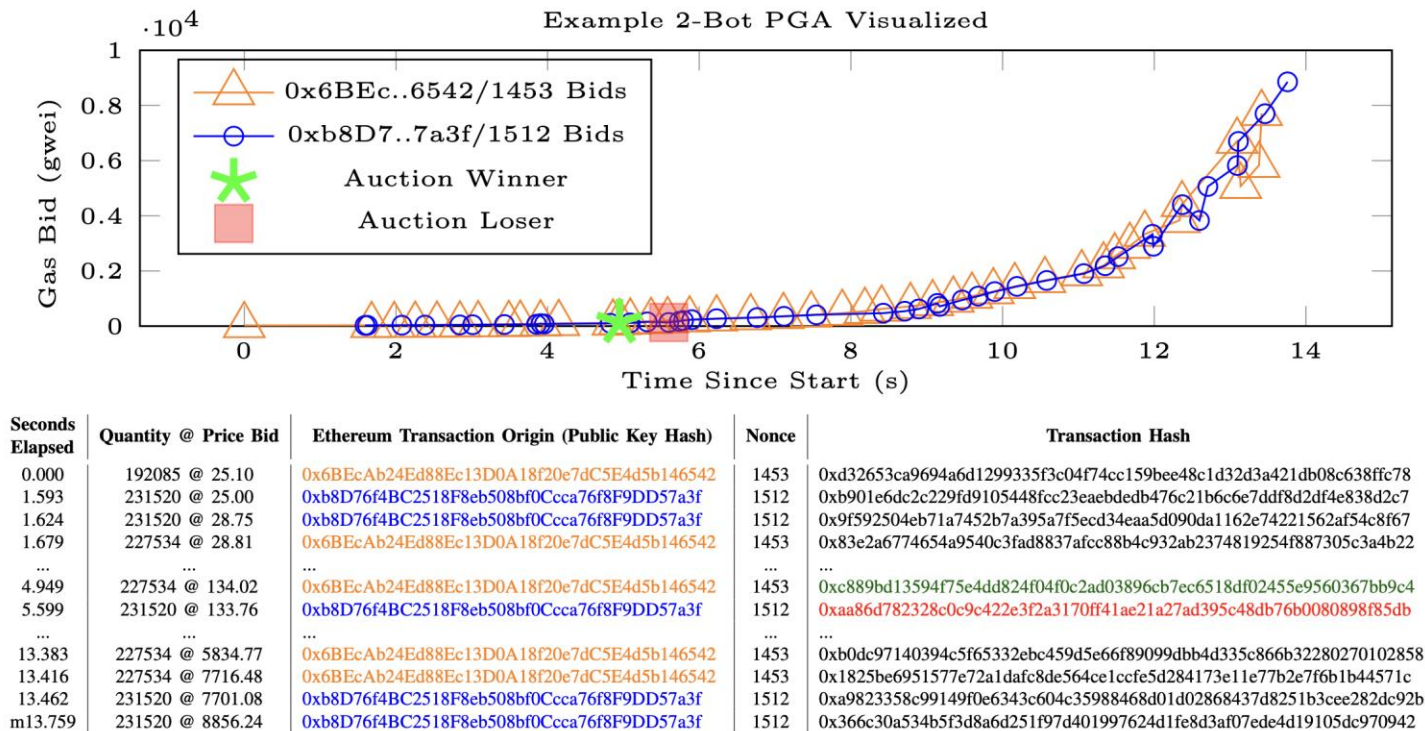 Example 2-Bot PGA Visualized
·10⁴
Gas Bid (gwei)
1
0.8
0.6
0.4
0.2
0
0x6BEc..6542/1453 Bids
0xb8D7..7a3f/1512 Bids
Auction Winner
Auction Loser
0 2 4 6 8 10 12 14
Time Since Start (s)
Seconds Elapsed Quantity @ Price Bid Ethereum Transaction Origin (Public Key Hash) Nonce Transaction Hash
0.000 192085 @ 25.10 0x6BEcAb24Ed88Ec13D0A18f20e7dC5E4d5b146542 1453 0xd32653ca9694a6d1299335f3c04f74cc159bee48c1d32d3a421db08c638ffc78
1.593 231520 @ 25.00 0xb8D76f4BC2518F8eb508bf0Ccca76f8F9DD57a3f 1512 0xb901e6dc2c229fd9105448fcc23eaebdedb476c21b6c6e7ddf8d2df4e838d2c7
1.624 231520 @ 28.75 0xb8D76f4BC2518F8eb508bf0Ccca76f8F9DD57a3f 1512 0x9f592504eb71a7452b7a395a7f5ecd34eaa5d090da1162e74221562af54c8f67
1.679 227534 @ 28.81 0x6BEcAb24Ed88Ec13D0A18f20e7dC5E4d5b146542 1453 0x83e2a6774654a9540c3fad8837afcc88b4c932ab2374819254f887305c3a4b22
... ... ... ... ...
4.949 227534 @ 134.02 0x6BEcAb24Ed88Ec13D0A18f20e7dC5E4d5b146542 1453 0xc889bd13594f75e4dd824f04f0c2ad03896cb7ec6518df02455e9560367bb9c4
5.599 231520 @ 133.76 0xb8D76f4BC2518F8eb508bf0Ccca76f8F9DD57a3f 1512 0xaa86d782328c0c9c422e3f2a3170ff41ae21a27ad395c48db76b0080898f85db
... ... ... ...
13.383 227534 @ 5834.77 0x6BEcAb24Ed88Ec13D0A18f20e7dC5E4d5b146542 1453 0xb0dc97140394c5f65332ebc459d5e66f89099dbb4d335c866b32280270102858
13.416 227534 @ 7716.48 0x6BEcAb24Ed88Ec13D0A18f20e7dC5E4d5b146542 1453 0x1825be6951577e72a1dafc8de564ce1ccfe5d284173e11e77b2e7f6b1b44571c
13.462 231520 @ 7701.08 0xb8D76f4BC2518F8eb508bf0Ccca76f8F9DD57a3f 1512 0xa9823358c99149f0e6343c604c35988468d01d02868437d8251b3cee282dc92b
m13.759 231520 @ 8856.24 0xb8D76f4BC2518F8eb508bf0Ccca76f8F9DD57a3f 1512 0x366c30a534b5f3d8a6d251f97d401997624d1fe8d3af07ede4d19105dc970942